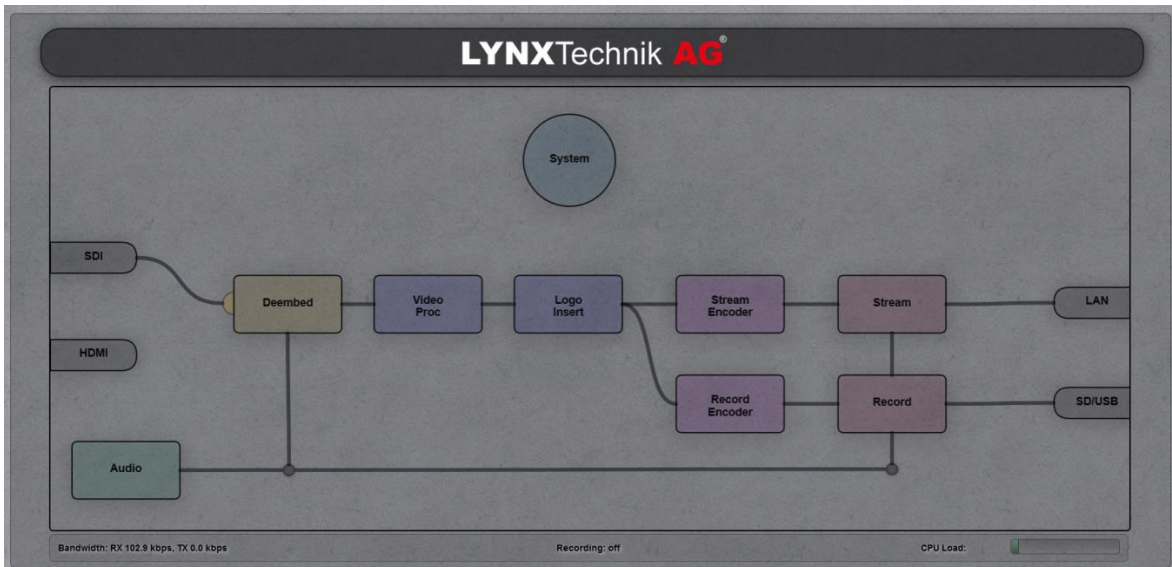 LYNXTechnik AG®
System
SDI
Deembed
Video
Proc
Logo
Insert
Stream
Encoder
Stream
LAN
HDMI
Record
Encoder
Record
SD/USB
Audio
Bandwidth: RX 102.9 kbps, TX 0.0 kbps
Recording: off
CPU Load: